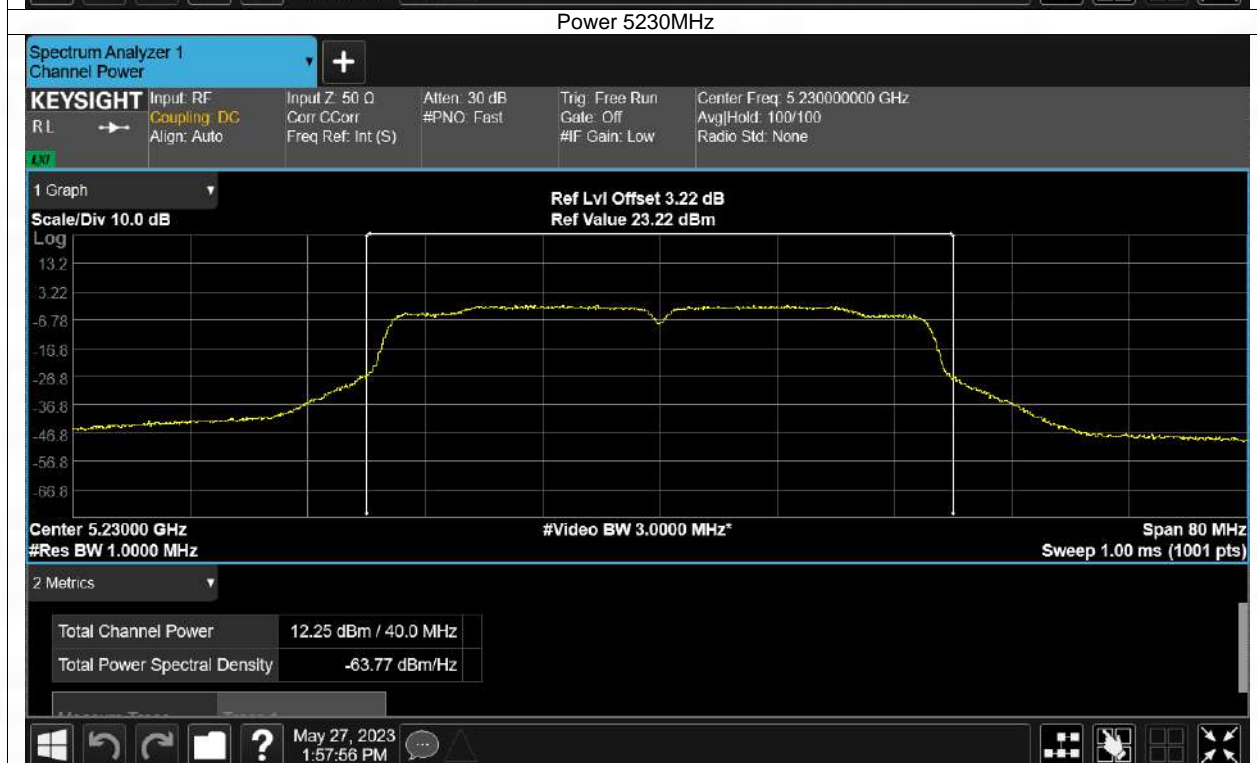 Power 5230MHz
Spectrum Analyzer 1
Channel Power
+
KEYSIGHT Input: RF Input Z: 50 Ω Atten: 30 dB Trig: Free Run Center Freq: 5.230000000 GHz
RL Coupling: DC Corr CCorr #PNO: Fast Gate: Off Avg|Hold: 100/100
Align: Auto Freq Ref: Int (S) #IF Gain: Low Radio Std: None
LXI
1 Graph
Ref Lvl Offset 3.22 dB
Scale/Div 10.0 dB Ref Value 23.22 dBm
Log
13.2
3.22
-6.78
-16.8
-26.8
-36.8
-46.8
-56.8
-66.8
Center 5.23000 GHz #Video BW 3.0000 MHz* Span 80 MHz
#Res BW 1.0000 MHz Sweep 1.00 ms (1001 pts)
2 Metrics
Total Channel Power 12.25 dBm / 40.0 MHz
Total Power Spectral Density -63.77 dBm/Hz
? May 27, 2023
1:57:56 PM